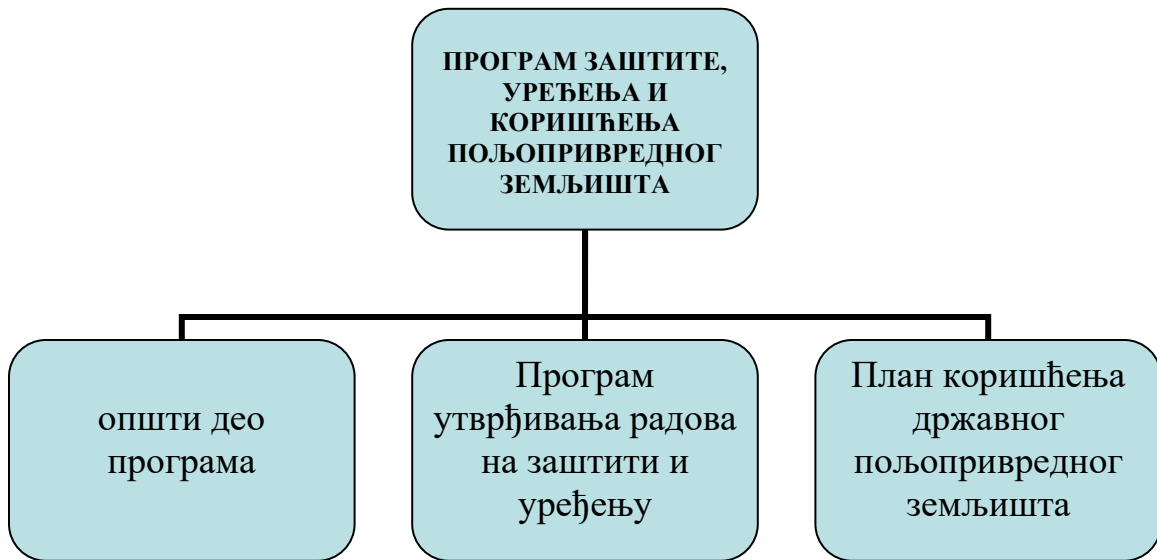 ПРОГРАМ ЗАШТИТЕ,
УРЕЂЕЊА И
КОРИШЋЕЊА
ПОЉОПРИВРЕДНОГ
ЗЕМЉИШТА
општи део
програма
Програм
утврђивања радова
на заштити и
уређењу
План коришћења
државног
пољопривредног
земљишта